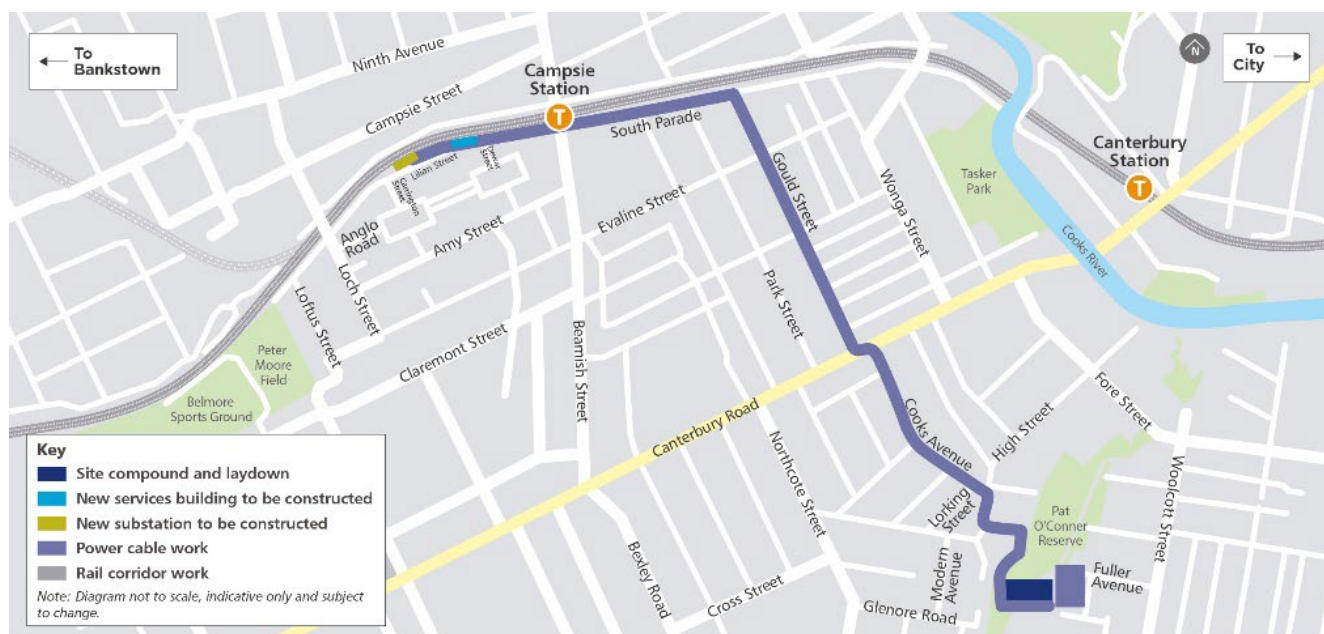 To
Bankstown
Ninth Avenue
Campsie Street
Campsie
Station
T
N
To
City
South Parade
Lilian Street
Dewar
Street
Carrington
Street
Anglo
Road
Amy Street
Evaline Street
Gould Street
Wonga Street
Tasker
Park
Canterbury
Station
T
Cooks River
Loch Street
Loftus Street
Peter
Moore
Field
Belmore
Sports Ground
Claremont Street
Beamish Street
Park Street
Canterbury Road
Cooks Avenue
High Street
Fore Street
Northcote Street
Lorking
Street
Woolcott Street
Pat
O'Conner
Reserve
Bexley Road
Cross Street
Modern
Avenue
Glenore Road
Fuller
Avenue
Key
Site compound and laydown
New services building to be constructed
New substation to be constructed
Power cable work
Rail corridor work
Note: Diagram not to scale, indicative only and subject
to change.